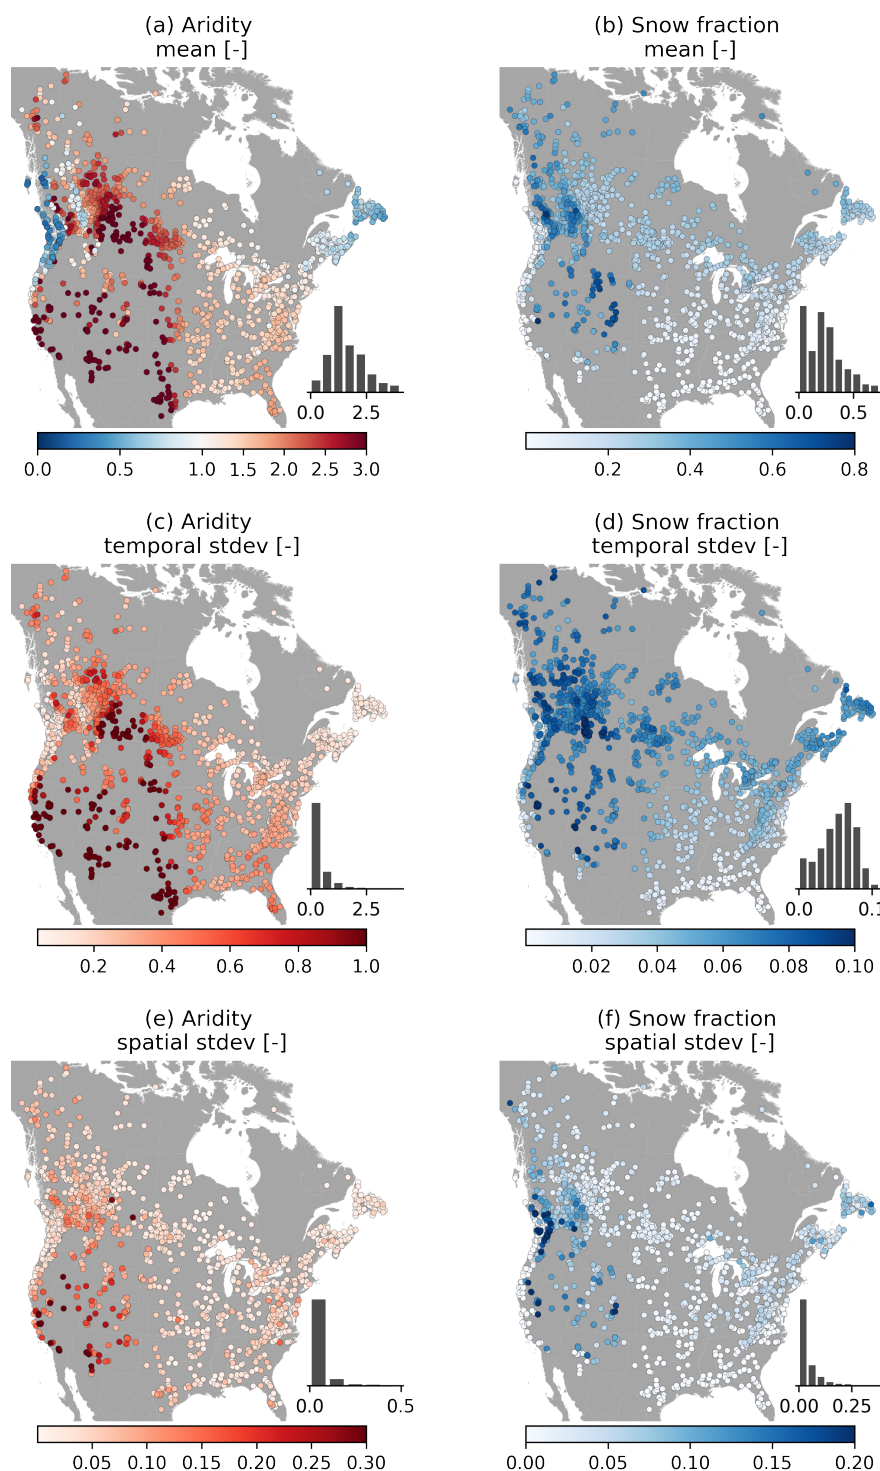 (a) Aridity
mean [-]
(b) Snow fraction
mean [-]
0.0 2.5
0.0 0.5
0.0 0.5 1.0 1.5 2.0 2.5 3.0
0.2 0.4 0.6 0.8
(c) Aridity
temporal stdev [-]
(d) Snow fraction
temporal stdev [-]
0.0 2.5
0.0 0.1
0.2 0.4 0.6 0.8 1.0
0.02 0.04 0.06 0.08 0.10
(e) Aridity
spatial stdev [-]
(f) Snow fraction
spatial stdev [-]
0.0 0.5
0.00 0.25
0.05 0.10 0.15 0.20 0.25 0.30
0.00 0.05 0.10 0.15 0.20